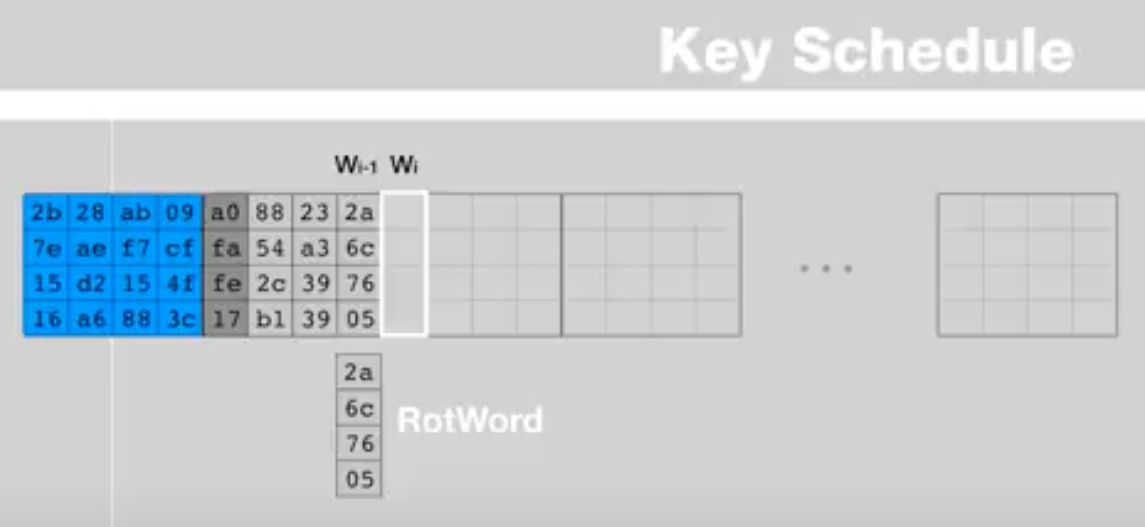 Key Schedule
Wi-1 Wi
2b 28 ab 09 a0 88 23 2a
7e ae f7 cf fa 54 a3 6c
15 d2 15 4f fe 2c 39 76
16 a6 88 3c 17 b1 39 05
...
2a
6c
RotWord
76
05